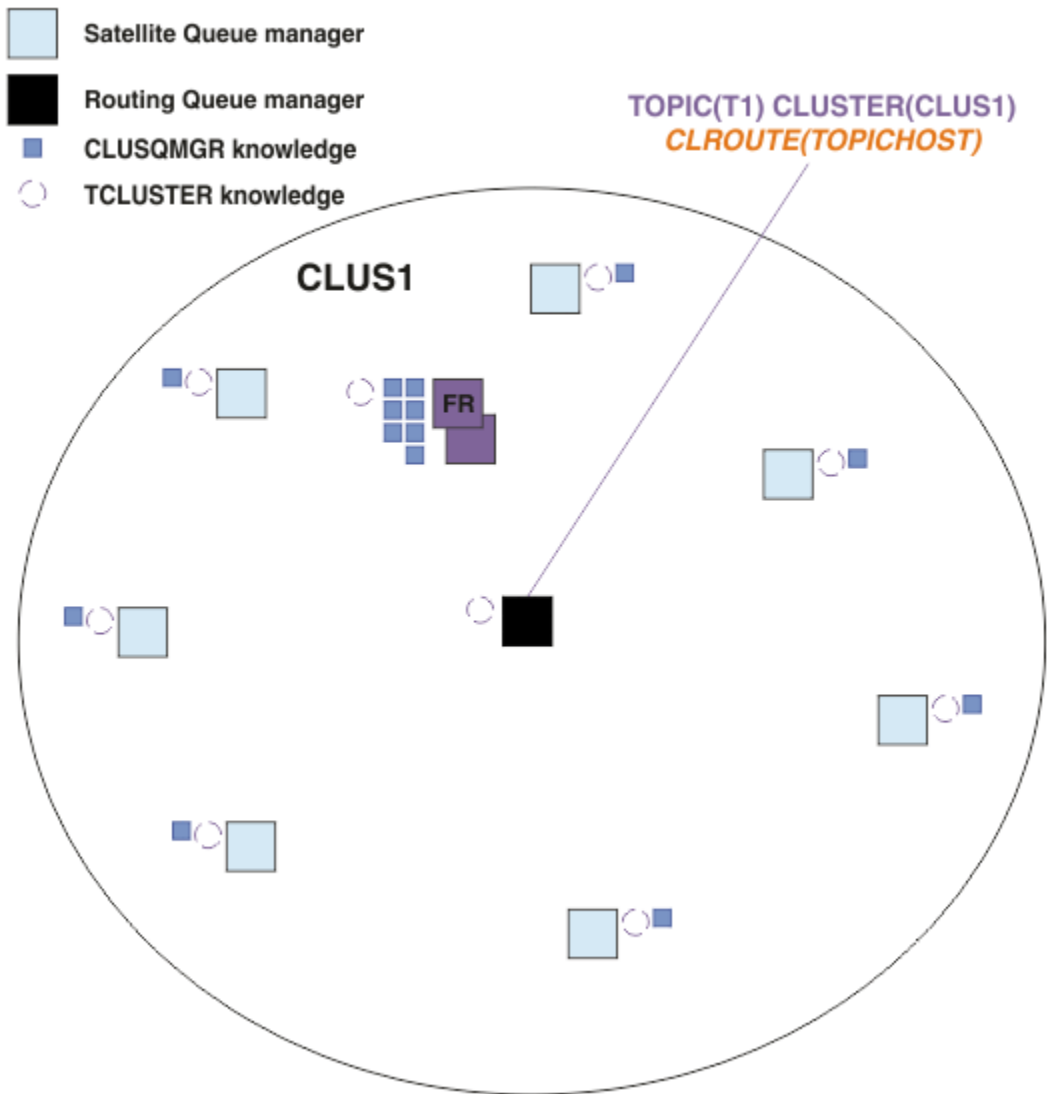 Satellite Queue manager
Routing Queue manager
CLUSQMGR knowledge
TCLUSTER knowledge
TOPIC(T1) CLUSTER(CLUS1)
CLROUTE(TOPICHOST)
CLUS1
FR